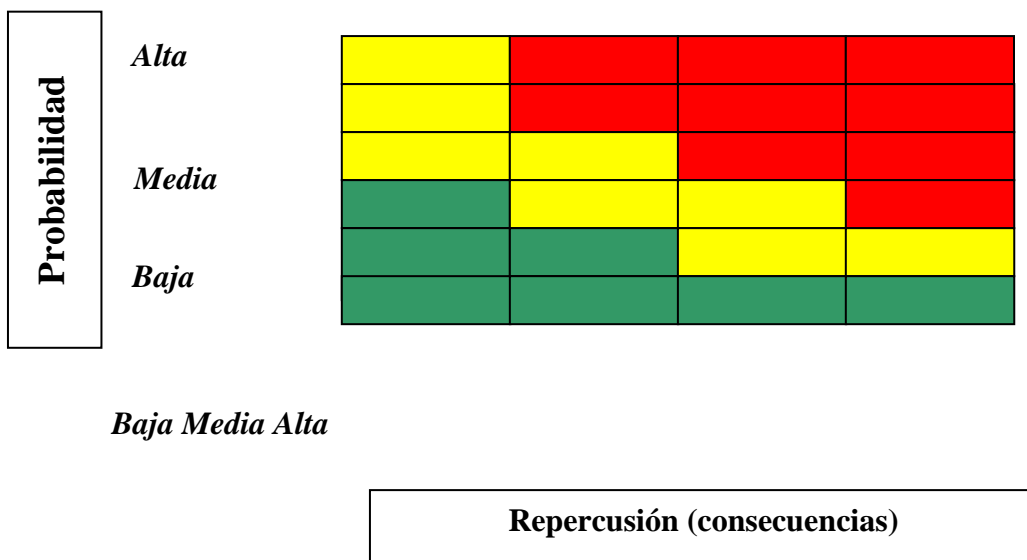 Probabilidad
Alta
Media
Baja
Baja Media Alta
Repercusión (consecuencias)